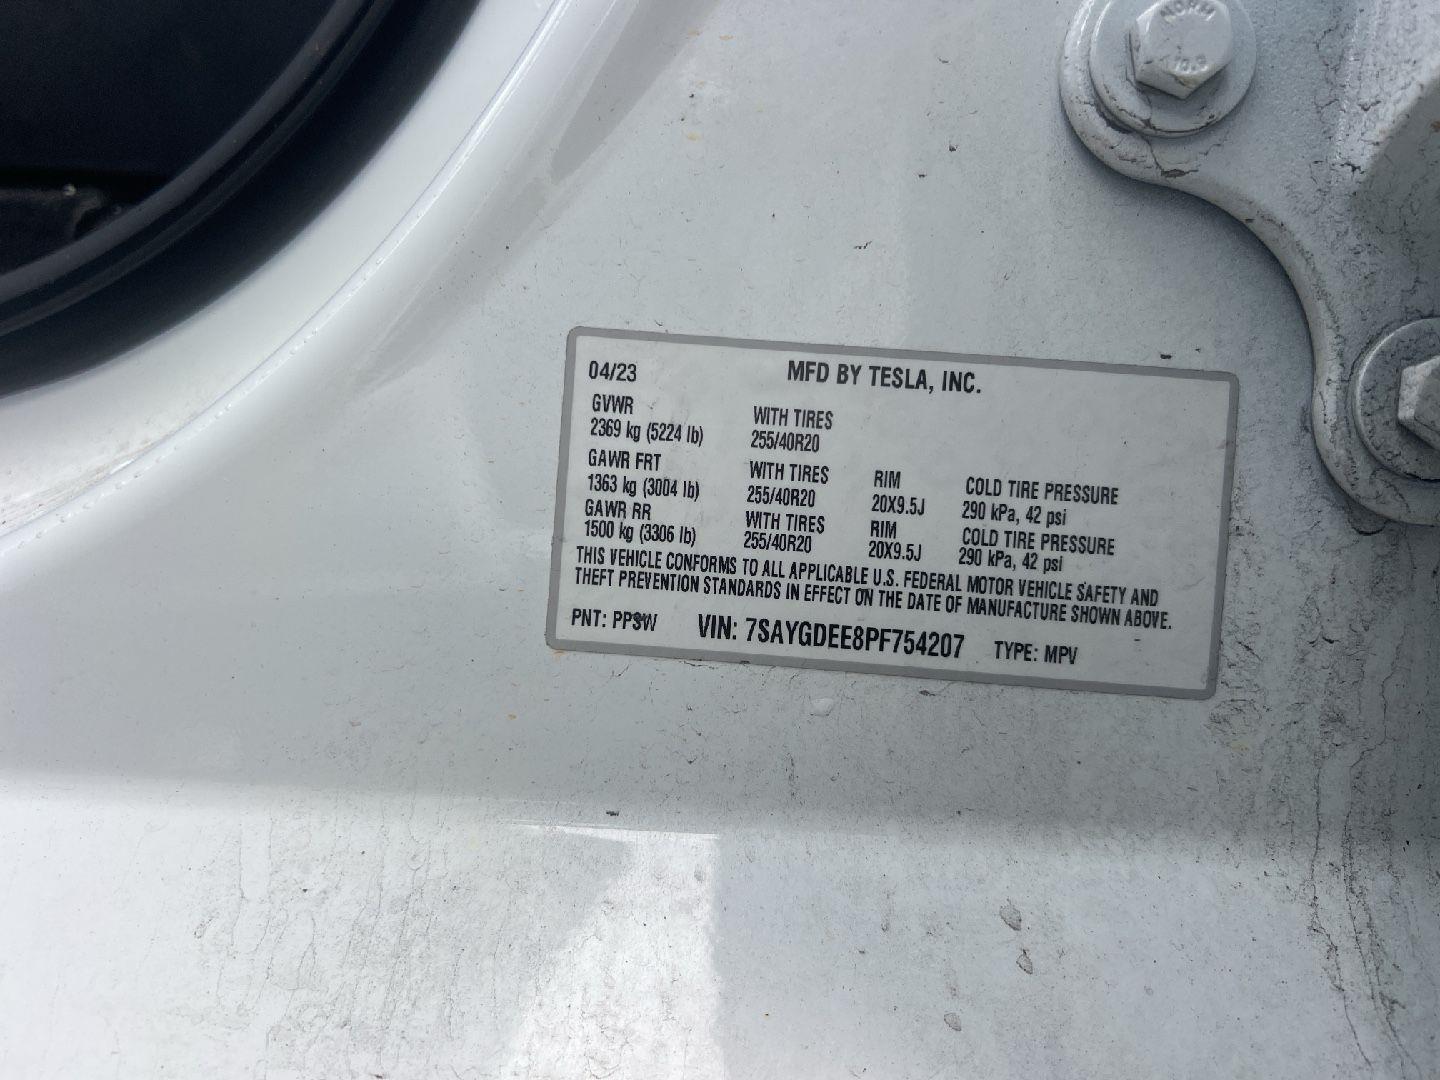 04/23 MFD BY TESLA, INC.
GVWR WITH TIRES
2369 kg (5224 lb) 255/40R20
GAWR FRT WITH TIRES RIM COLD TIRE PRESSURE
1363 kg (3004 lb) 255/40R20 20X9.5J 290 kPa, 42 psi
GAWR RR WITH TIRES RIM COLD TIRE PRESSURE
1500 kg (3306 lb) 255/40R20 20X9.5J 290 kPa, 42 psi
THIS VEHICLE CONFORMS TO ALL APPLICABLE U.S. FEDERAL MOTOR VEHICLE SAFETY AND
THEFT PREVENTION STANDARDS IN EFFECT ON THE DATE OF MANUFACTURE SHOWN ABOVE.
PNT: PPSW VIN: 7SAYGDEE8PF754207 TYPE: MPV